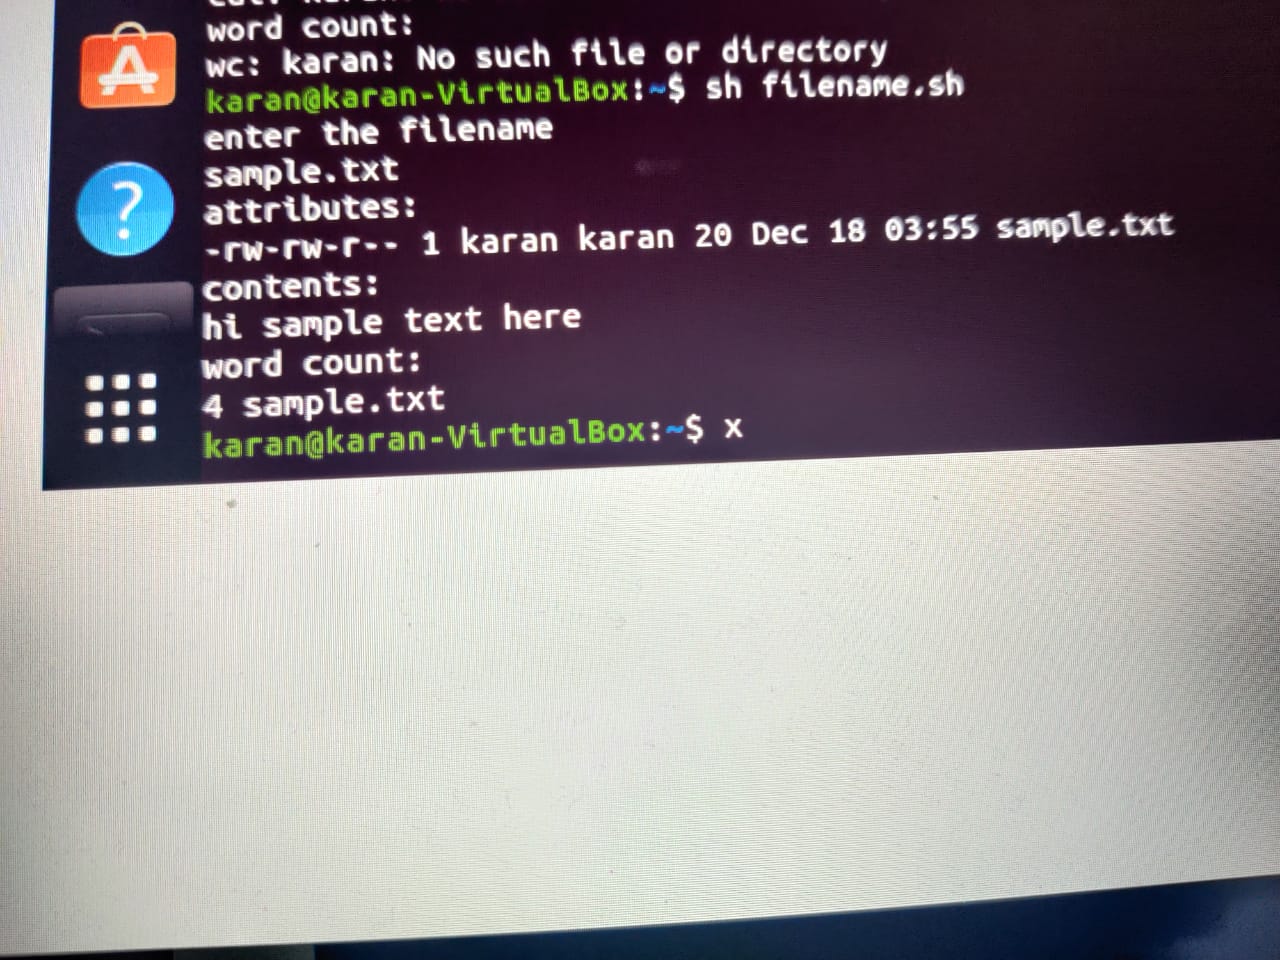 word count:
wc: karan: No such file or directory
karan@karan-VirtualBox:~$ sh filename.sh
enter the filename
sample.txt
attributes:
-rw-rw-r-- 1 karan karan 20 Dec 18 03:55 sample.txt
contents:
hi sample text here
word count:
4 sample.txt
karan@karan-VirtualBox:~$ x